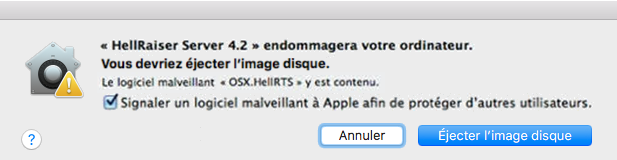 « HellRaiser Server 4.2 » endommagera votre ordinateur.
Vous devriez éjecter l'image disque.
Le logiciel malveillant « OSX.HellRTS » y est contenu.
Signaler un logiciel malveillant à Apple afin de protéger d'autres utilisateurs.
?
Annuler
Éjecter l'image disque